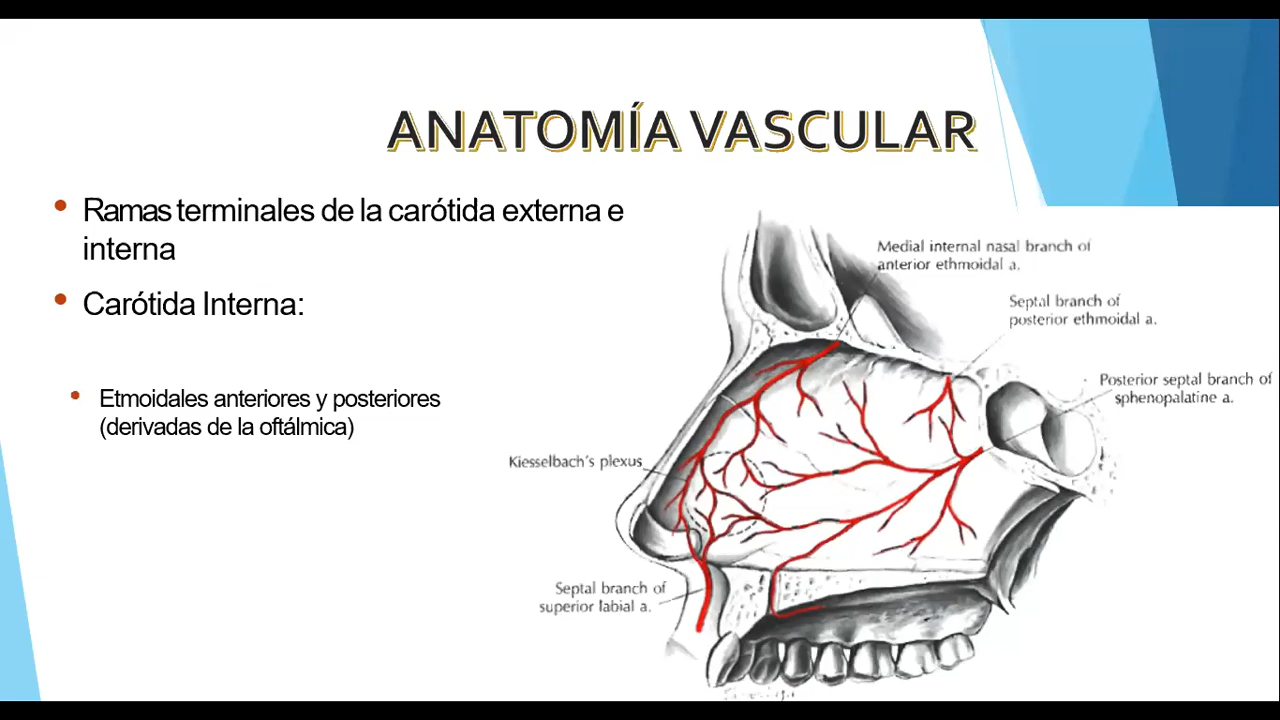 ANATOMÍA VASCULAR
• Ramas terminales de la carótida externa e
interna
• Carótida Interna:
• Etmoidales anteriores y posteriores
(derivadas de la oftálmica)
Medial internal nasal branch of
anterior ethmoidal a.
Septal branch of
posterior ethmoidal a.
Posterior septal branch of
sphenopalatine a.
Kiesselbach's plexus
Septal branch of
superior labial a.